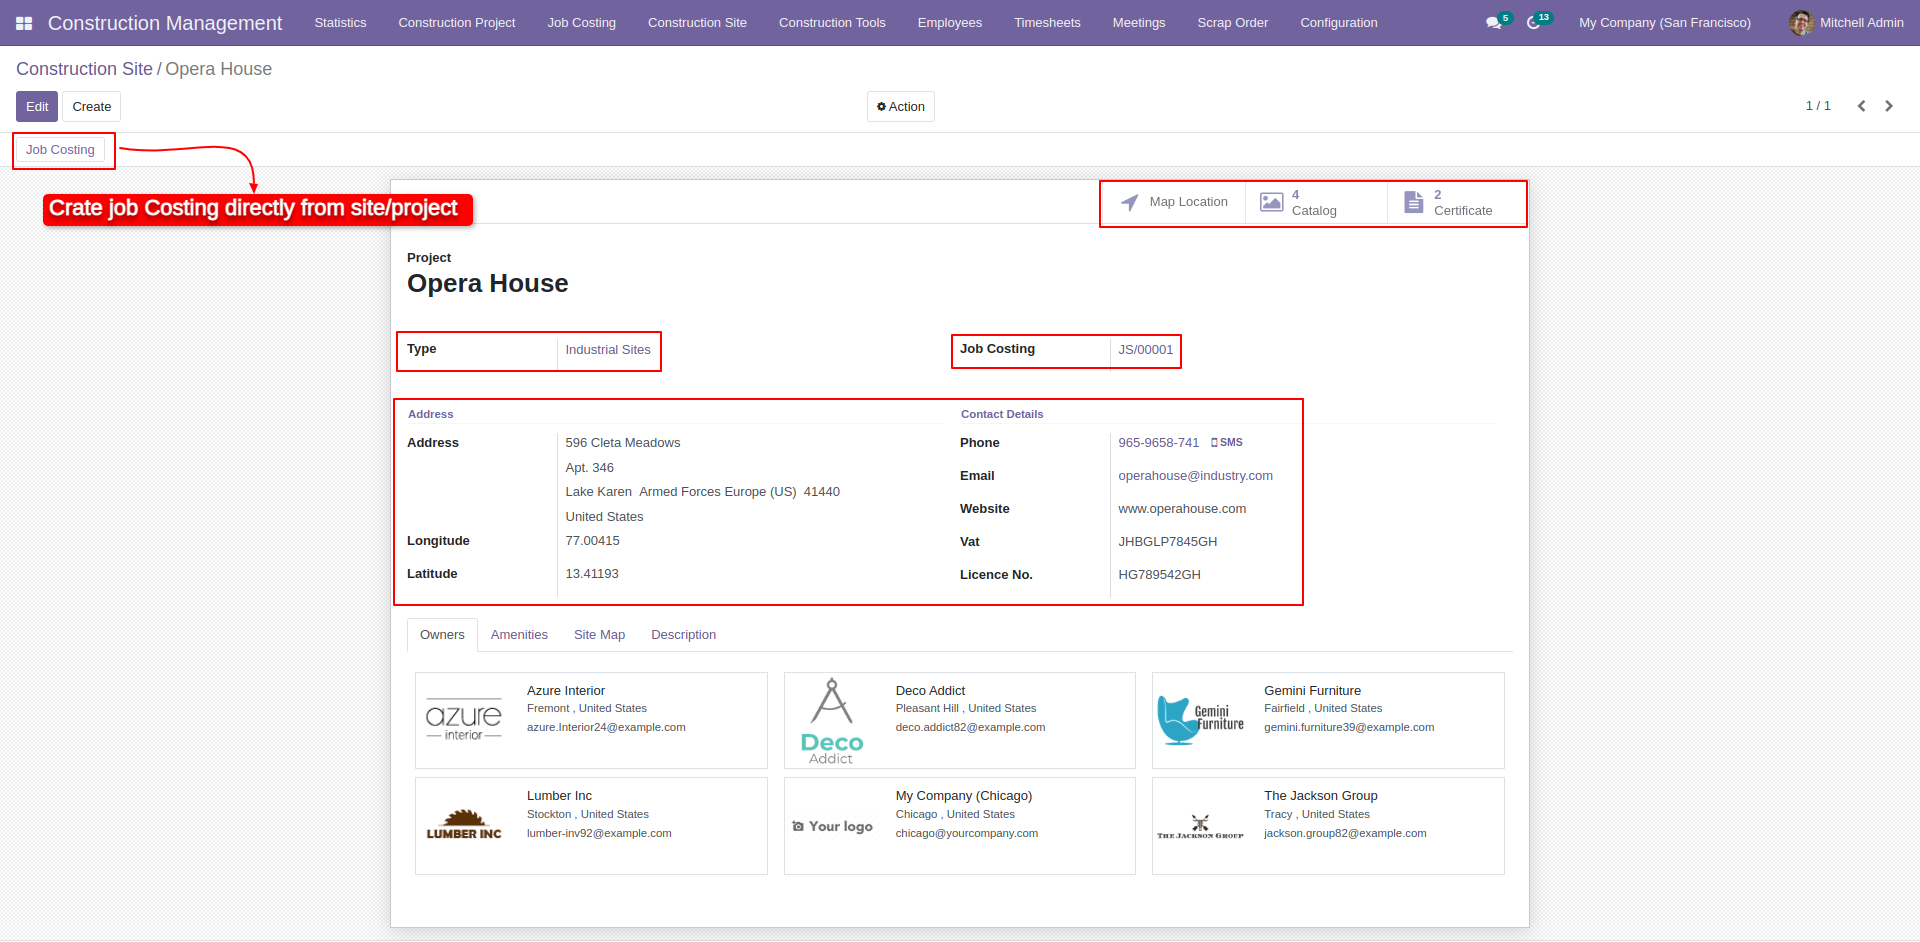 Construction Management Statistics Construction Project Job Costing Construction Site Construction Tools Employees Timesheets Meetings Scrap Order Configuration 5 13 My Company (San Francisco) Mitchell Admin
Construction Site / Opera House
Edit Create Action 1 / 1
Job Costing
Crate job Costing directly from site/project
Map Location 4 Catalog 2 Certificate
Project
Opera House
Type Industrial Sites Job Costing JS/00001
Address Contact Details
Address 596 Cleta Meadows Phone 965-9658-741 SMS
Apt. 346
Email operahouse@industry.com
Lake Karen Armed Forces Europe (US) 41440
Website www.operahouse.com
United States
Longitude 77.00415 Vat JHBGLP7845GH
Latitude 13.41193 Licence No. HG789542GH
Owners Amenities Site Map Description
azure
interior
Azure Interior
Fremont , United States
azure.Interior24@example.com
Deco
Addict
Deco Addict
Pleasant Hill , United States
deco.addict82@example.com
Gemini
Furniture
Gemini Furniture
Fairfield , United States
gemini.furniture39@example.com
LUMBER INC
Lumber Inc
Stockton , United States
lumber-inv92@example.com
Your logo
My Company (Chicago)
Chicago , United States
chicago@yourcompany.com
THE JACKSON GROUP
The Jackson Group
Tracy , United States
jackson.group82@example.com